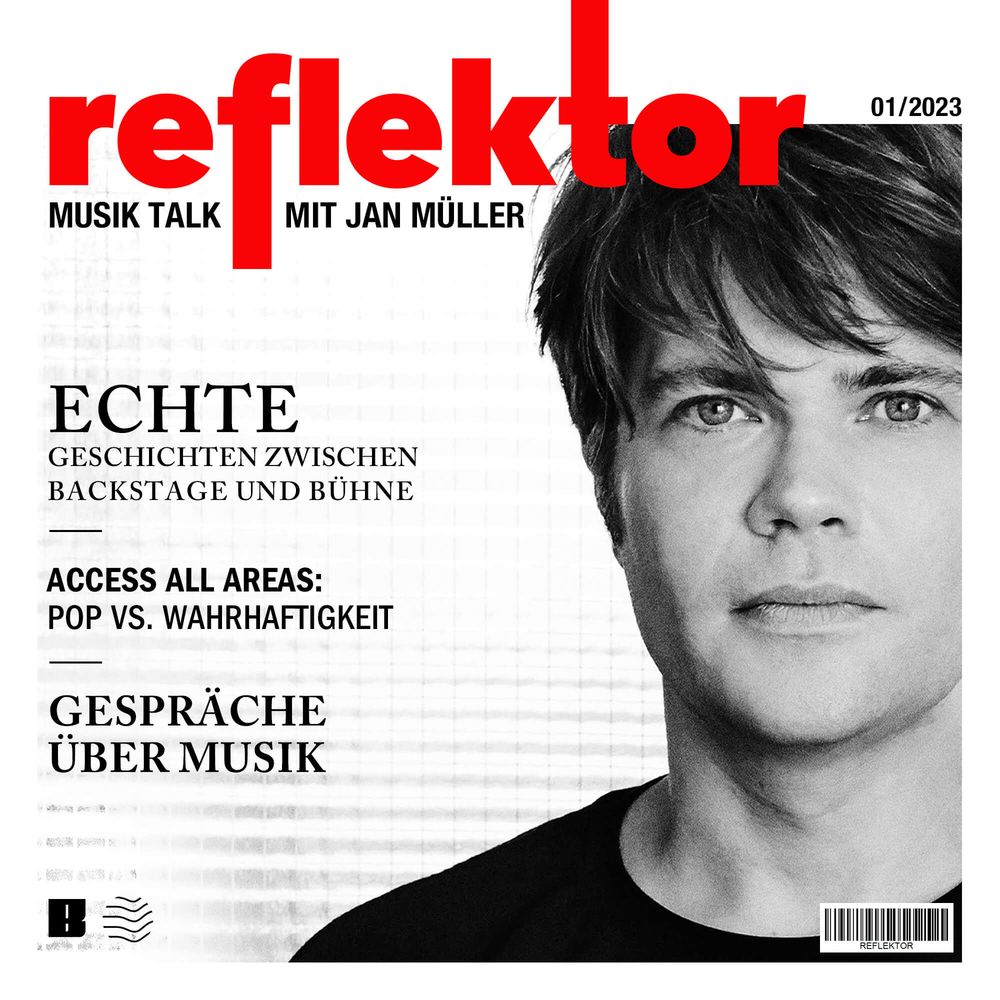 reflektor
01/2023
MUSIK TALK MIT JAN MÜLLER
ECHTE
GESCHICHTEN ZWISCHEN
BACKSTAGE UND BÜHNE
ACCESS ALL AREAS:
POP VS. WAHRHAFTIGKEIT
GESPRÄCHE
ÜBER MUSIK
B
REFLEKTOR